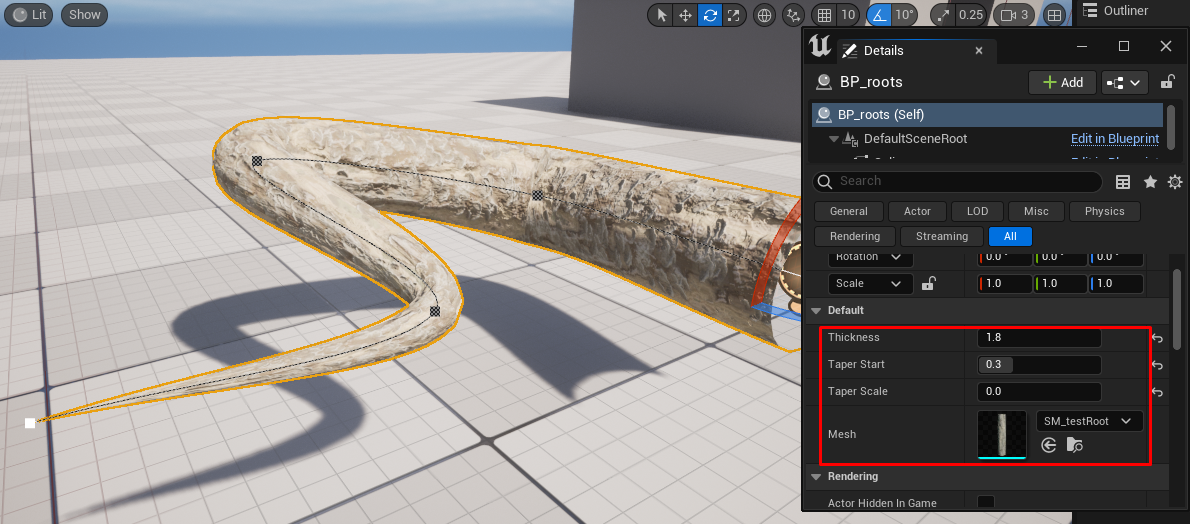 Lit Show
10 10° 0.25 3
Outliner
Details
BP_roots
Add
BP_roots (Self)
DefaultSceneRoot Edit in Blueprint
Search
General Actor LOD Misc Physics
Rendering Streaming All
Rotation 0.0° 0.0° 0.0°
Scale 1.0 1.0 1.0
Default
Thickness 1.8
Taper Start 0.3
Taper Scale 0.0
Mesh SM_testRoot
Rendering
Actor Hidden In Game